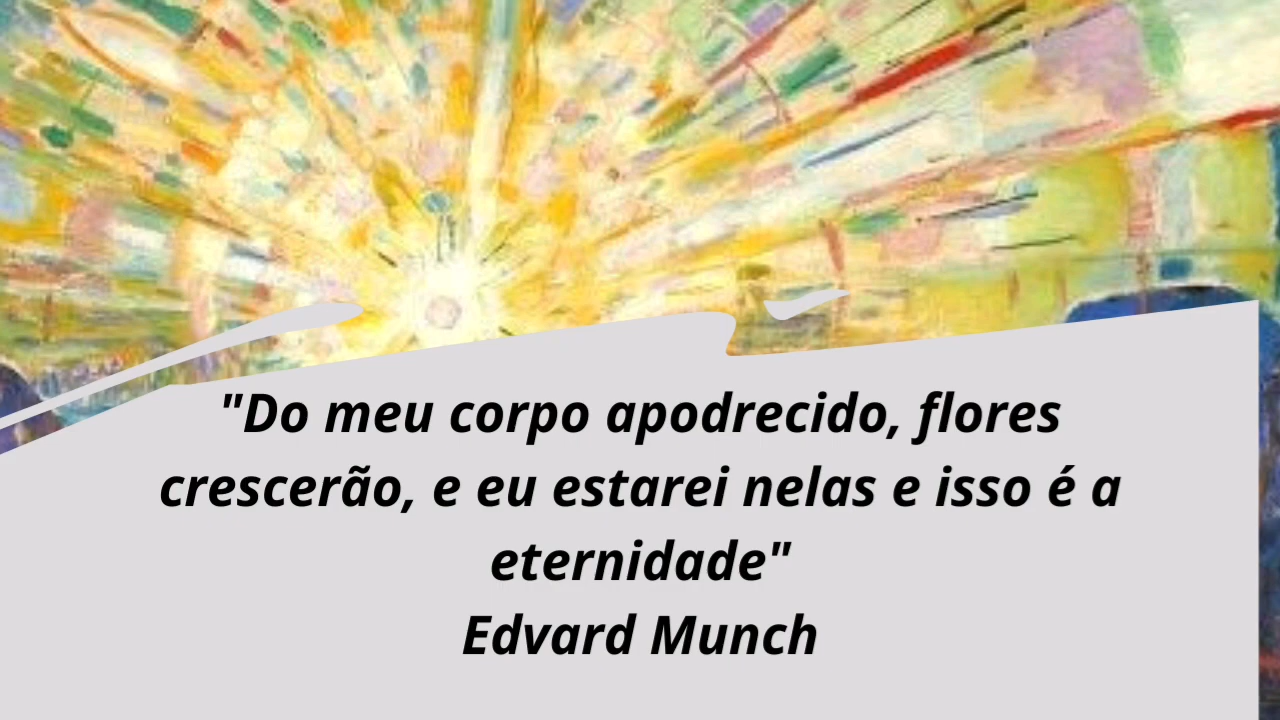 "Do meu corpo apodrecido, flores
crescerão, e eu estarei nelas e isso é a
eternidade"
Edvard Munch